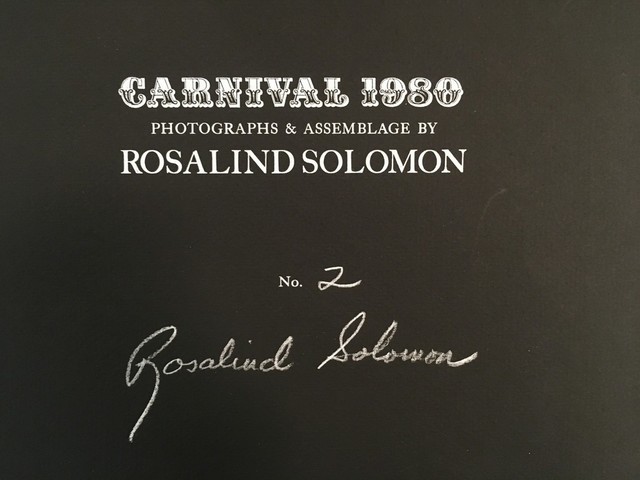 CARNIVAL 1980
PHOTOGRAPHS & ASSEMBLAGE BY
ROSALIND SOLOMON
No. 2
Rosalind Solomon